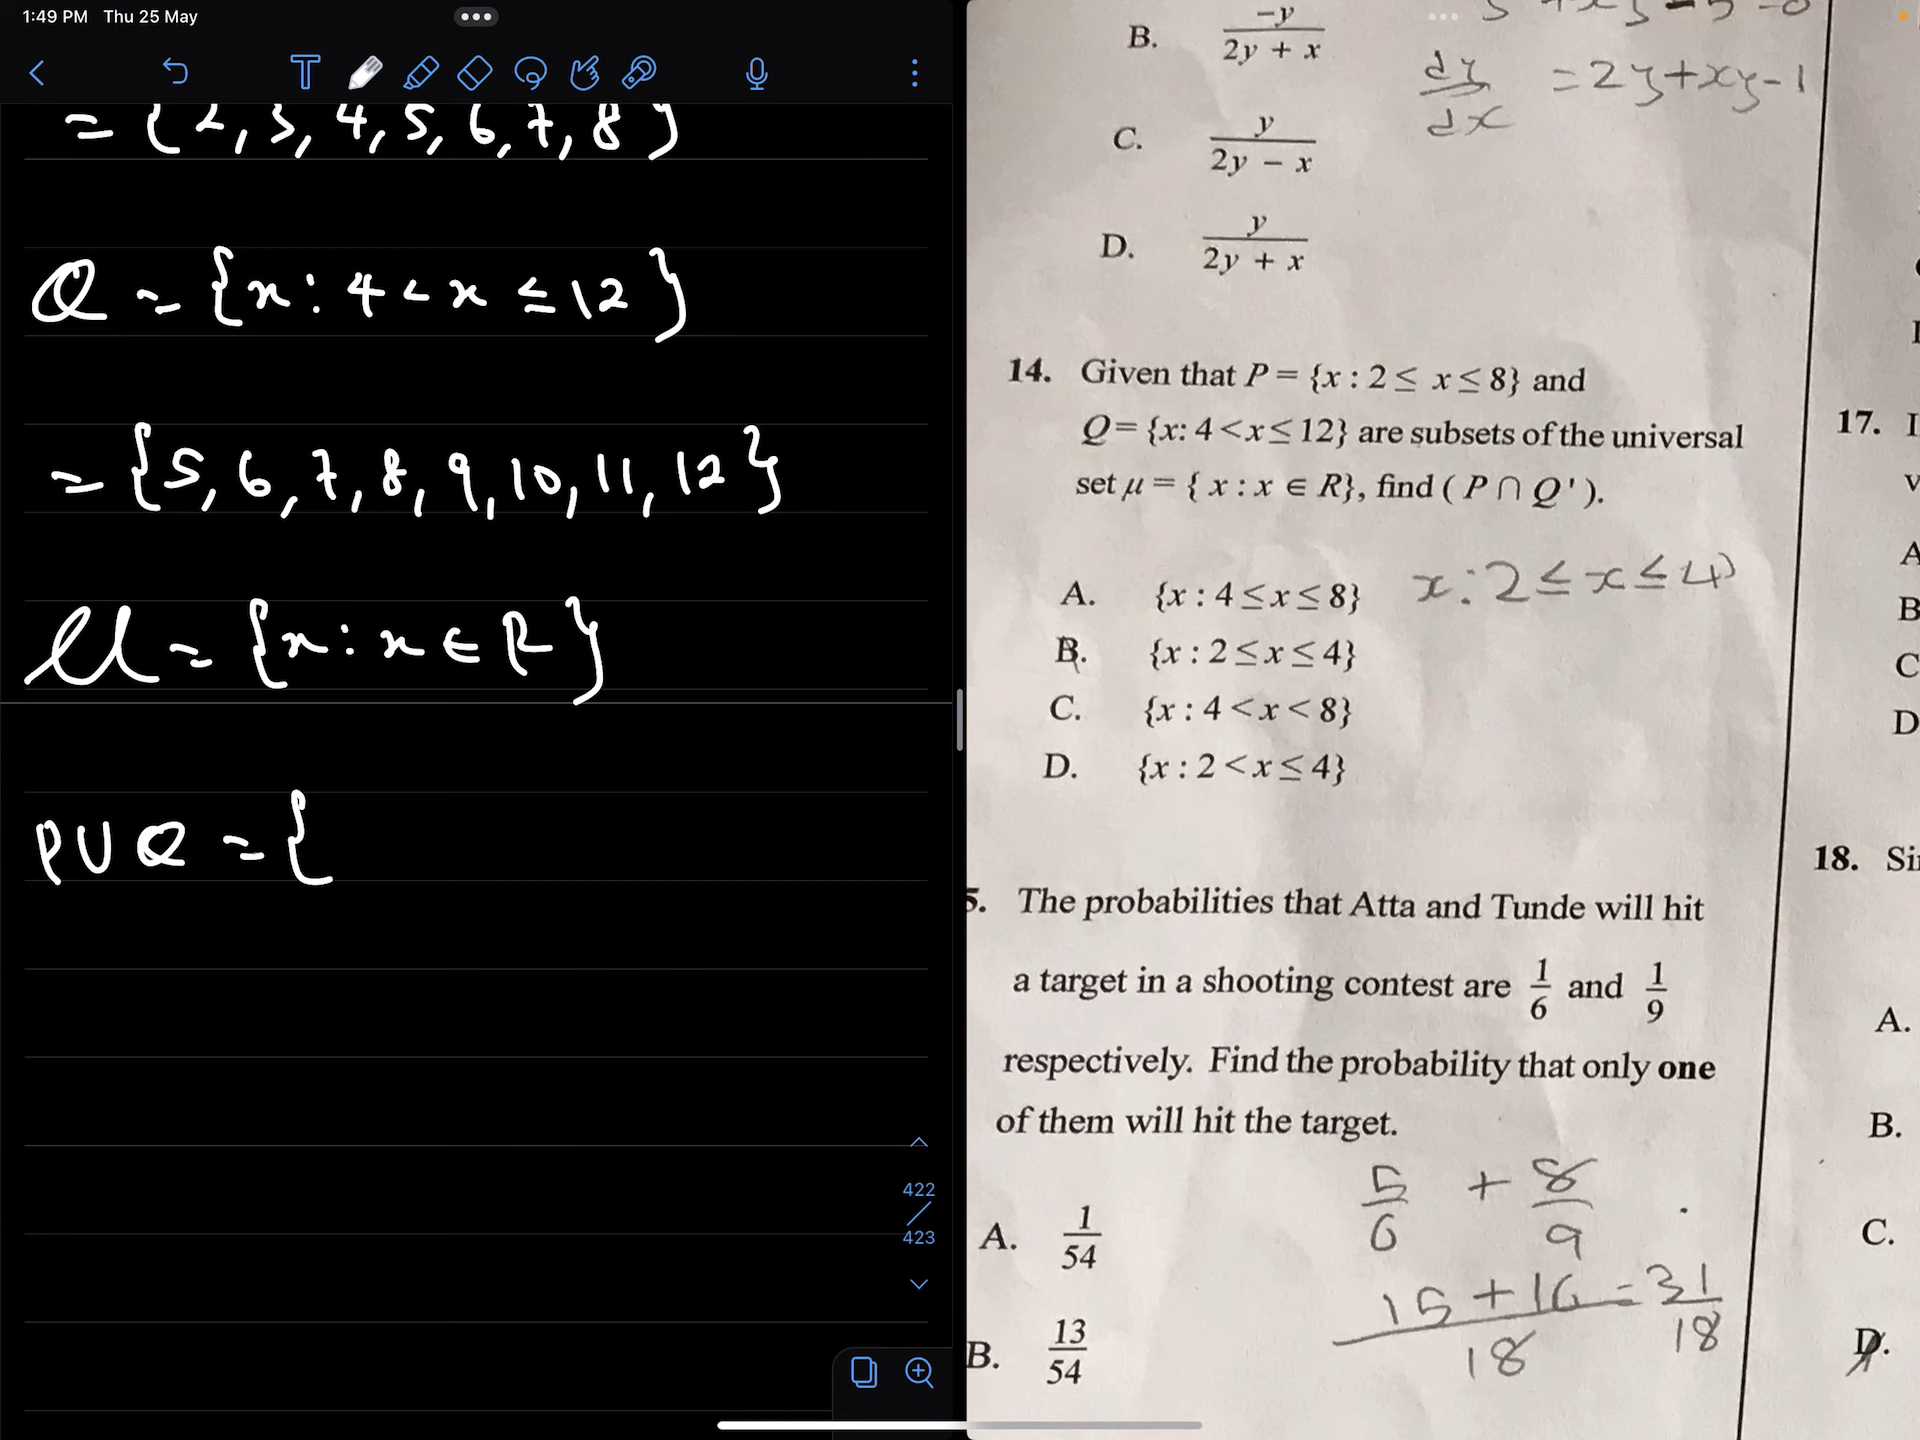 1:49 PM Thu 25 May
= {2, 3, 4, 5, 6, 7, 8}
Q = {x : 4 < x ≤ 12}
= {5, 6, 7, 8, 9, 10, 11, 12}
U = {x : x ∈ R}
P U Q = {
422
423
B. -y/(2y + x)
dy/dx = 2y+xy-1
C. y/(2y - x)
D. y/(2y + x)
14. Given that P = {x : 2 ≤ x ≤ 8} and
Q = {x: 4 < x ≤ 12} are subsets of the universal
set μ = { x : x ∈ R}, find ( P ∩ Q' ).
A. {x : 4 ≤ x ≤ 8} x : 2 ≤ x ≤ 4
B. {x : 2 ≤ x ≤ 4}
C. {x : 4 < x < 8}
D. {x : 2 < x ≤ 4}
5. The probabilities that Atta and Tunde will hit
a target in a shooting contest are 1/6 and 1/9
respectively. Find the probability that only one
of them will hit the target.
5/6 + 8/9
A. 1/54
15 + 16/18 = 31/18
B. 13/54
17. I
A
B
C
D
18.
A.
B.
C.
D.